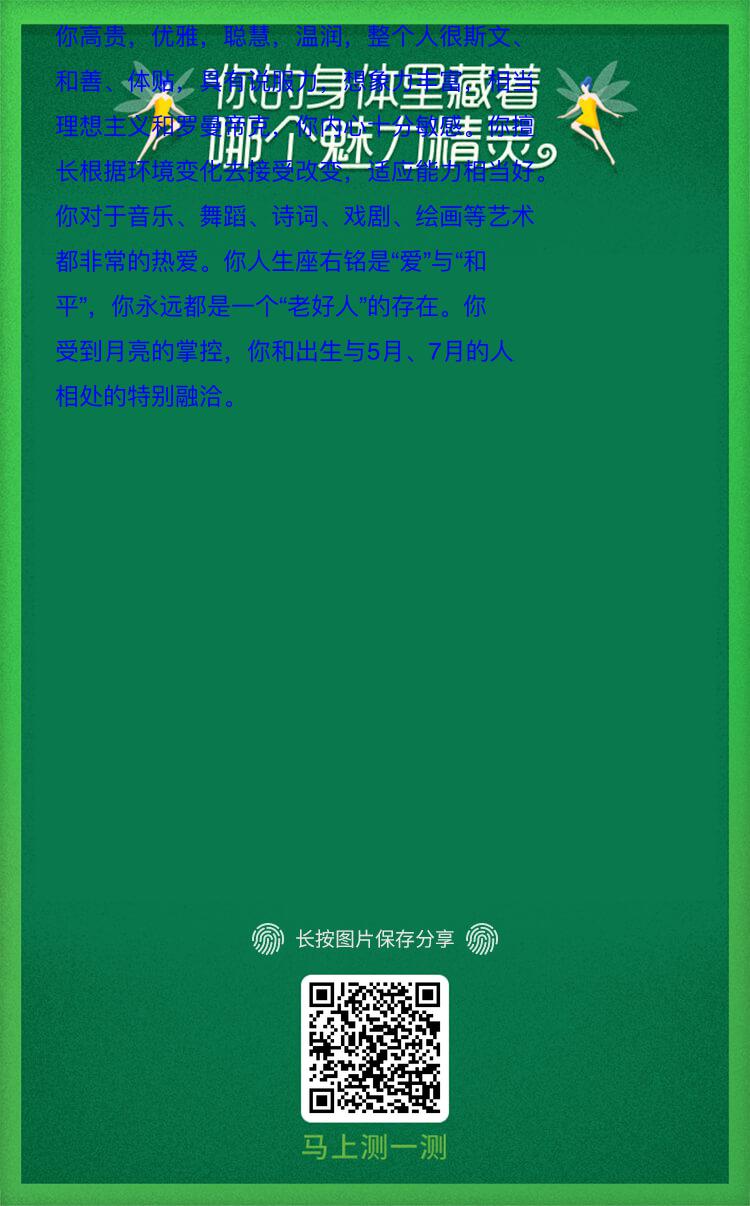 你高贵，优雅，聪慧，温润，整个人很斯文、
和善、体贴，具有说服力，想象力丰富，相当
理想主义和罗曼帝克，你内心十分敏感。你擅
长根据环境变化去接受改变，适应能力相当好。
你对于音乐、舞蹈、诗词、戏剧、绘画等艺术
都非常的热爱。你人生座右铭是“爱”与“和
平”，你永远都是一个“老好人”的存在。你
受到月亮的掌控，你和出生与5月、7月的人
相处的特别融洽。
你的身体里藏着
哪个魅力精灵。
长按图片保存分享
马上测一测